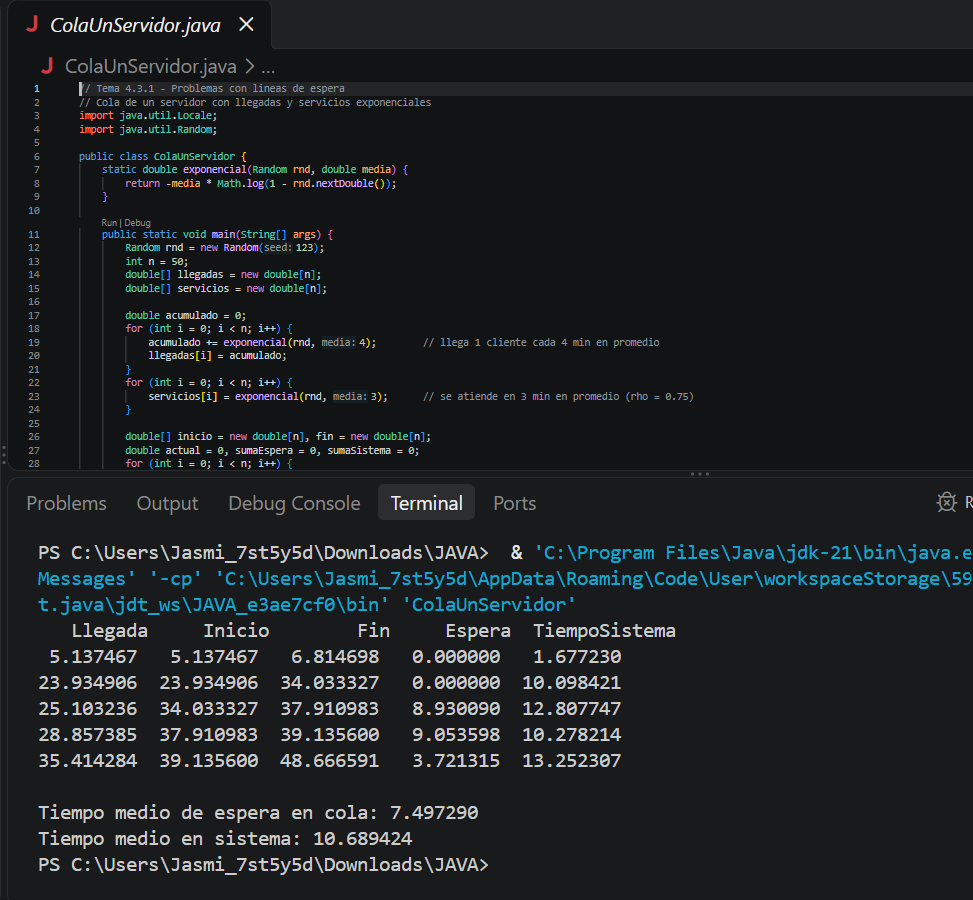 ColaUnServidor.java
ColaUnServidor.java > ...
1 // Tema 4.3.1 - Problemas con lineas de espera
2 // Cola de un servidor con llegadas y servicios exponenciales
3 import java.util.Locale;
4 import java.util.Random;
5
6 public class ColaUnServidor {
7 static double exponencial(Random rnd, double media) {
8 return -media * Math.log(1 - rnd.nextDouble());
9 }
10
Run | Debug
11 public static void main(String[] args) {
12 Random rnd = new Random(seed: 123);
13 int n = 50;
14 double[] llegadas = new double[n];
15 double[] servicios = new double[n];
16
17 double acumulado = 0;
18 for (int i = 0; i < n; i++) {
19 acumulado += exponencial(rnd, media: 4); // llega 1 cliente cada 4 min en promedio
20 llegadas[i] = acumulado;
21 }
22 for (int i = 0; i < n; i++) {
23 servicios[i] = exponencial(rnd, media: 3); // se atiende en 3 min en promedio (rho = 0.75)
24 }
25
26 double[] inicio = new double[n], fin = new double[n];
27 double actual = 0, sumaEspera = 0, sumaSistema = 0;
28 for (int i = 0; i < n; i++) {
Problems Output Debug Console Terminal Ports R
PS C:\Users\Jasmi_7st5y5d\Downloads\JAVA> & 'C:\Program Files\Java\jdk-21\bin\java.e
Messages' '-cp' 'C:\Users\Jasmi_7st5y5d\AppData\Roaming\Code\User\workspaceStorage\59
t.java\jdt_ws\JAVA_e3ae7cf0\bin' 'ColaUnServidor'
Llegada Inicio Fin Espera TiempoSistema
5.137467 5.137467 6.814698 0.000000 1.677230
23.934906 23.934906 34.033327 0.000000 10.098421
25.103236 34.033327 37.910983 8.930090 12.807747
28.857385 37.910983 39.135600 9.053598 10.278214
35.414284 39.135600 48.666591 3.721315 13.252307
Tiempo medio de espera en cola: 7.497290
Tiempo medio en sistema: 10.689424
PS C:\Users\Jasmi_7st5y5d\Downloads\JAVA>